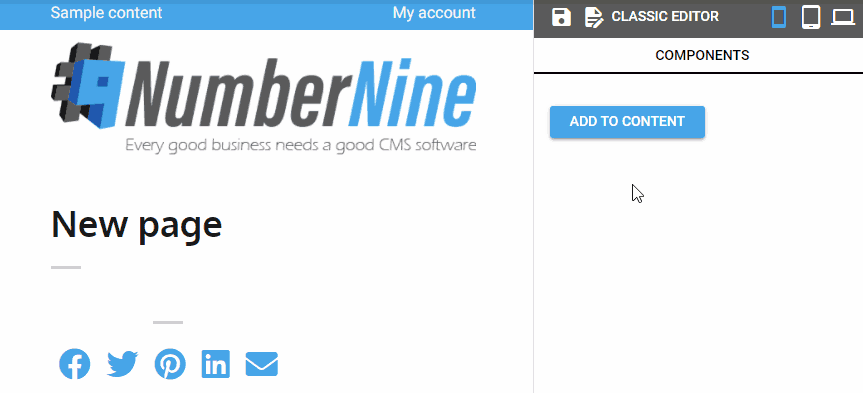 Sample content
My account
CLASSIC EDITOR
COMPONENTS
NumberNine
Every good business needs a good CMS software
ADD TO CONTENT
New page